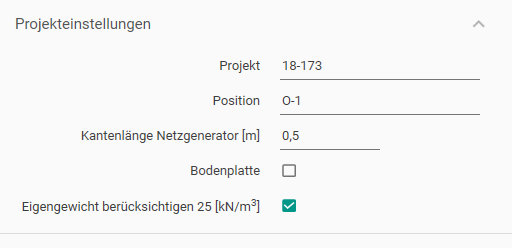 Projekteinstellungen
Projekt 18-173
Position O-1
Kantenlänge Netzgenerator [m] 0,5
Bodenplatte
Eigengewicht berücksichtigen 25 [kN/m³]